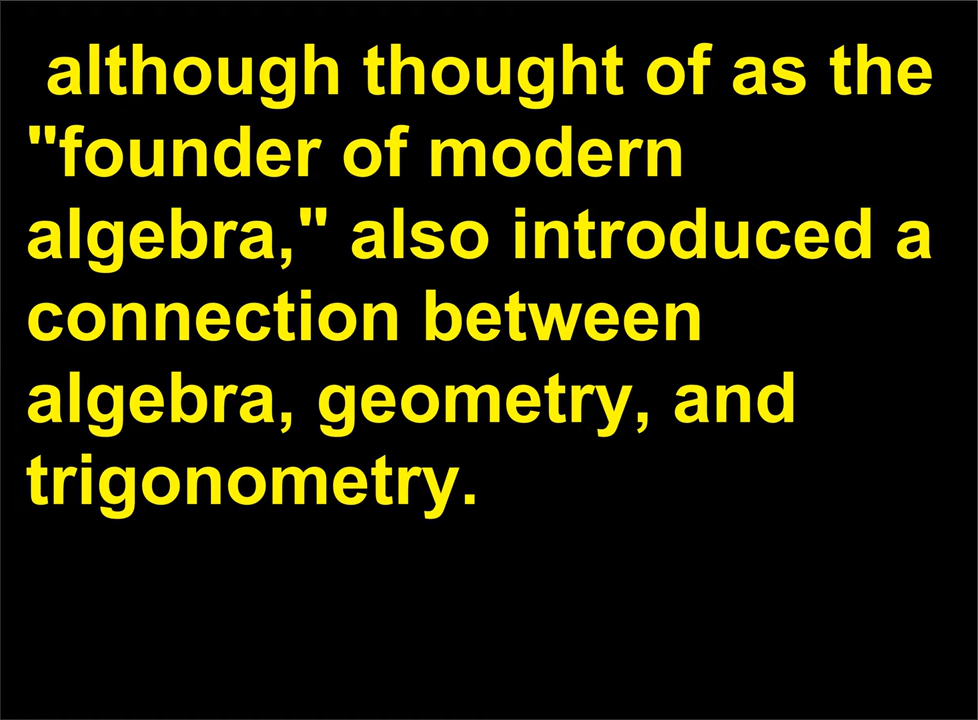 although thought of as the
"founder of modern
algebra," also introduced a
connection between
algebra, geometry, and
trigonometry.